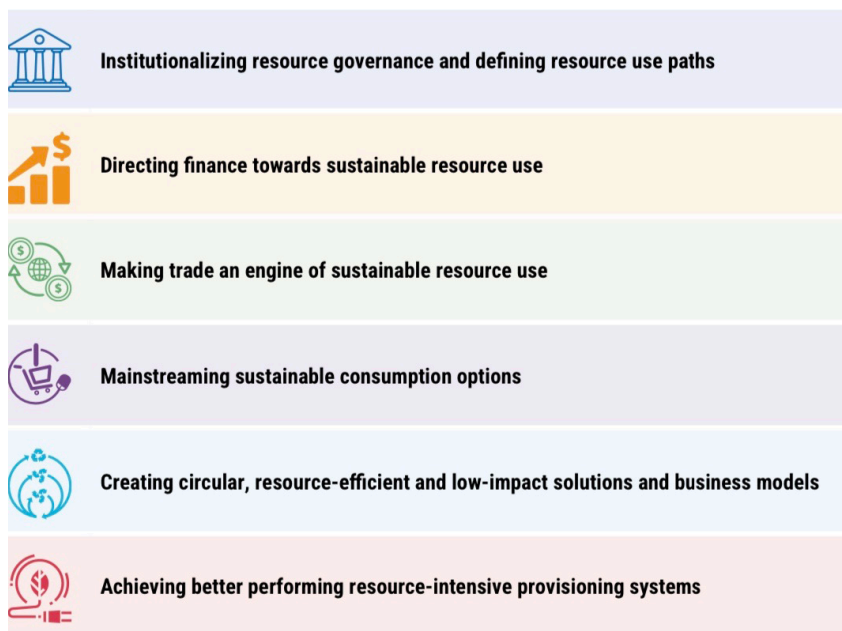 $
Institutionalizing resource governance and defining resource use paths
Directing finance towards sustainable resource use
$
$
Making trade an engine of sustainable resource use
Mainstreaming sustainable consumption options
Creating circular, resource-efficient and low-impact solutions and business models
Achieving better performing resource-intensive provisioning systems